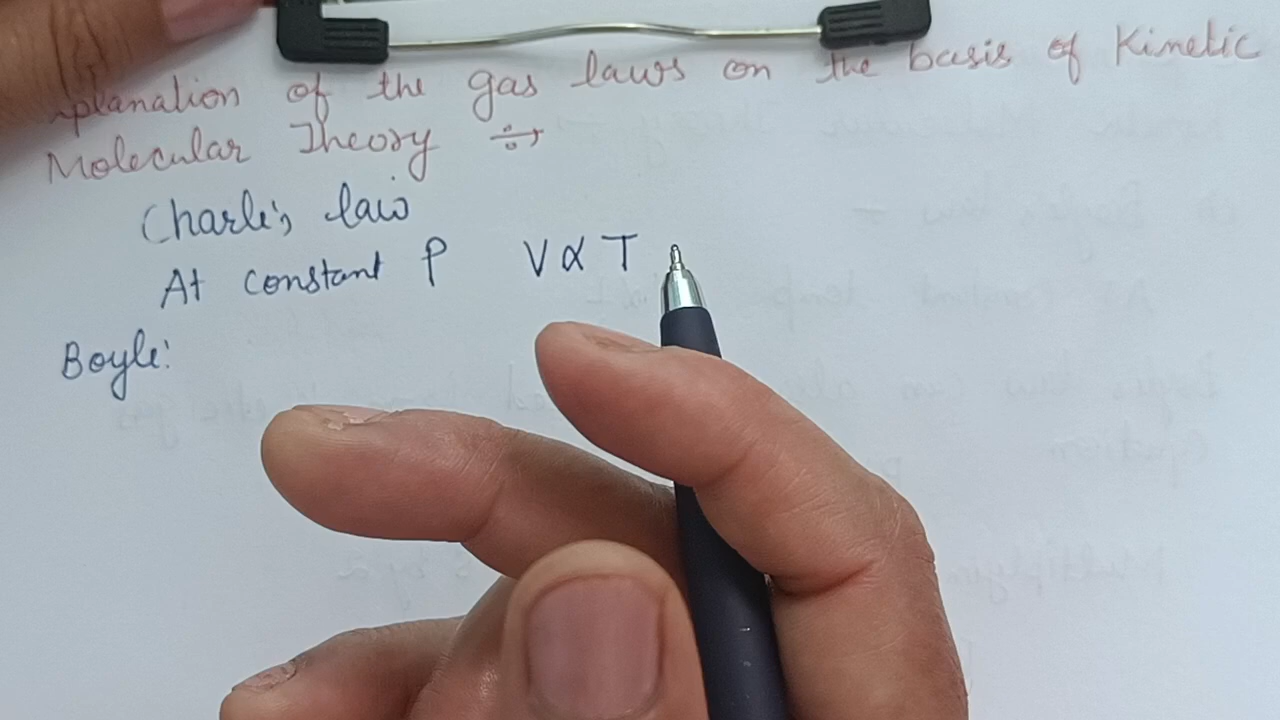 xplanation of the gas laws on the basis of Kinetic
Molecular Theory ÷
Charle's law
At constant P V ∝ T
Boyle'